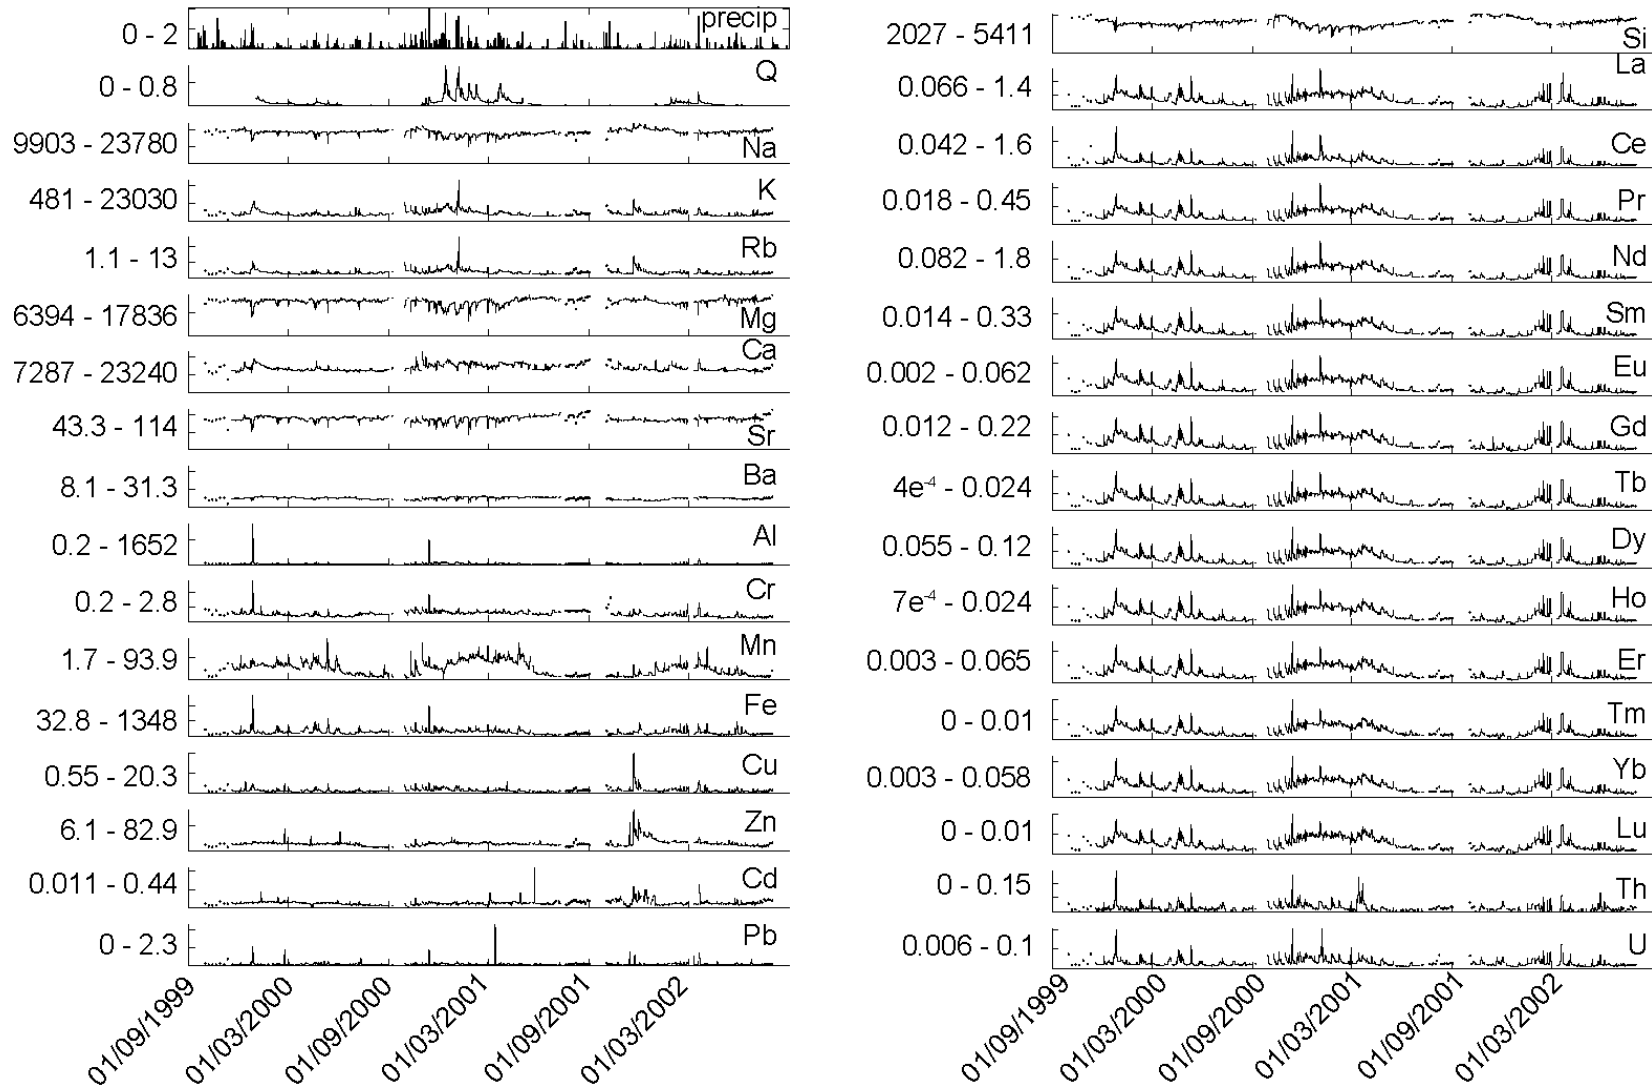 precip
0 - 2
Q
0 - 0.8
9903 - 23780
Na
K
481 - 23030
Rb
1.1 - 13
6394 - 17836
Mg
Ca
7287 - 23240
43.3 - 114
Sr
Ba
8.1 - 31.3
Al
0.2 - 1652
Cr
0.2 - 2.8
Mn
1.7 - 93.9
Fe
32.8 - 1348
Cu
0.55 - 20.3
Zn
6.1 - 82.9
Cd
0.011 - 0.44
Pb
0 - 2.3
01/09/1999
01/03/2000
01/09/2000
01/03/2001
01/09/2001
01/03/2002
2027 - 5411
Si
La
0.066 - 1.4
Ce
0.042 - 1.6
Pr
0.018 - 0.45
Nd
0.082 - 1.8
Sm
0.014 - 0.33
Eu
0.002 - 0.062
Gd
0.012 - 0.22
Tb
4e-4 - 0.024
Dy
0.055 - 0.12
Ho
7e-4 - 0.024
Er
0.003 - 0.065
Tm
0 - 0.01
Yb
0.003 - 0.058
Lu
0 - 0.01
Th
0 - 0.15
U
0.006 - 0.1
01/09/1999
01/03/2000
01/09/2000
01/03/2001
01/09/2001
01/03/2002